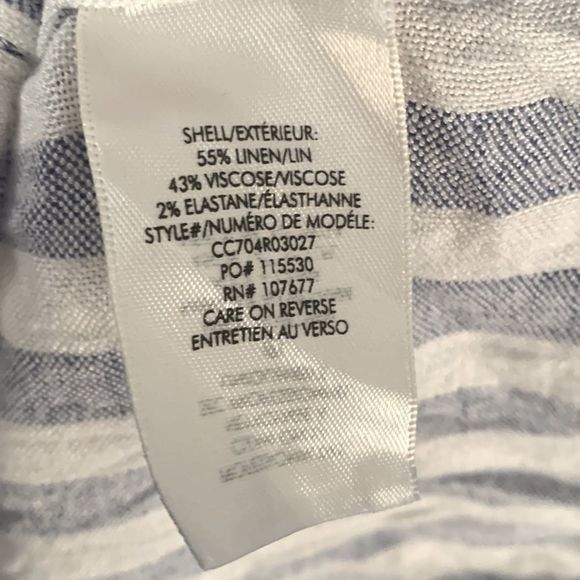 SHELL/EXTÉRIEUR:
55% LINEN/LIN
43% VISCOSE/VISCOSE
2% ELASTANE/ÉLASTHANNE
STYLE#/NUMÉRO DE MODÉLE:
CC704R03027
PO# 115530
RN# 107677
CARE ON REVERSE
ENTRETIEN AU VERSO